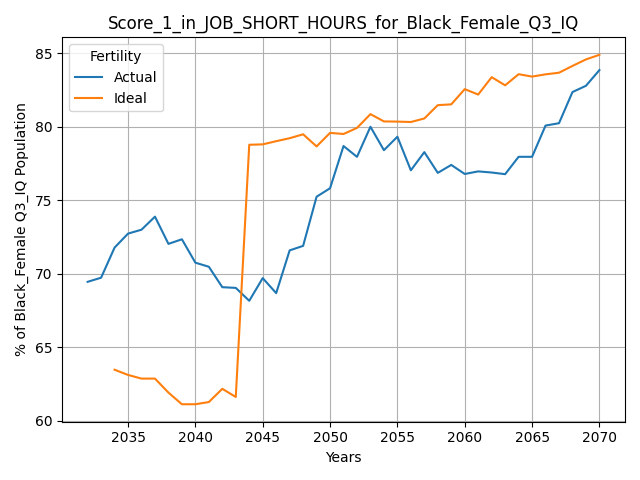 Score_1_in_JOB_SHORT_HOURS_for_Black_Female_Q3_IQ
Fertility
Actual
Ideal
% of Black_Female Q3_IQ Population
85
80
75
70
65
60
2035
2040
2045
2050
2055
2060
2065
2070
Years